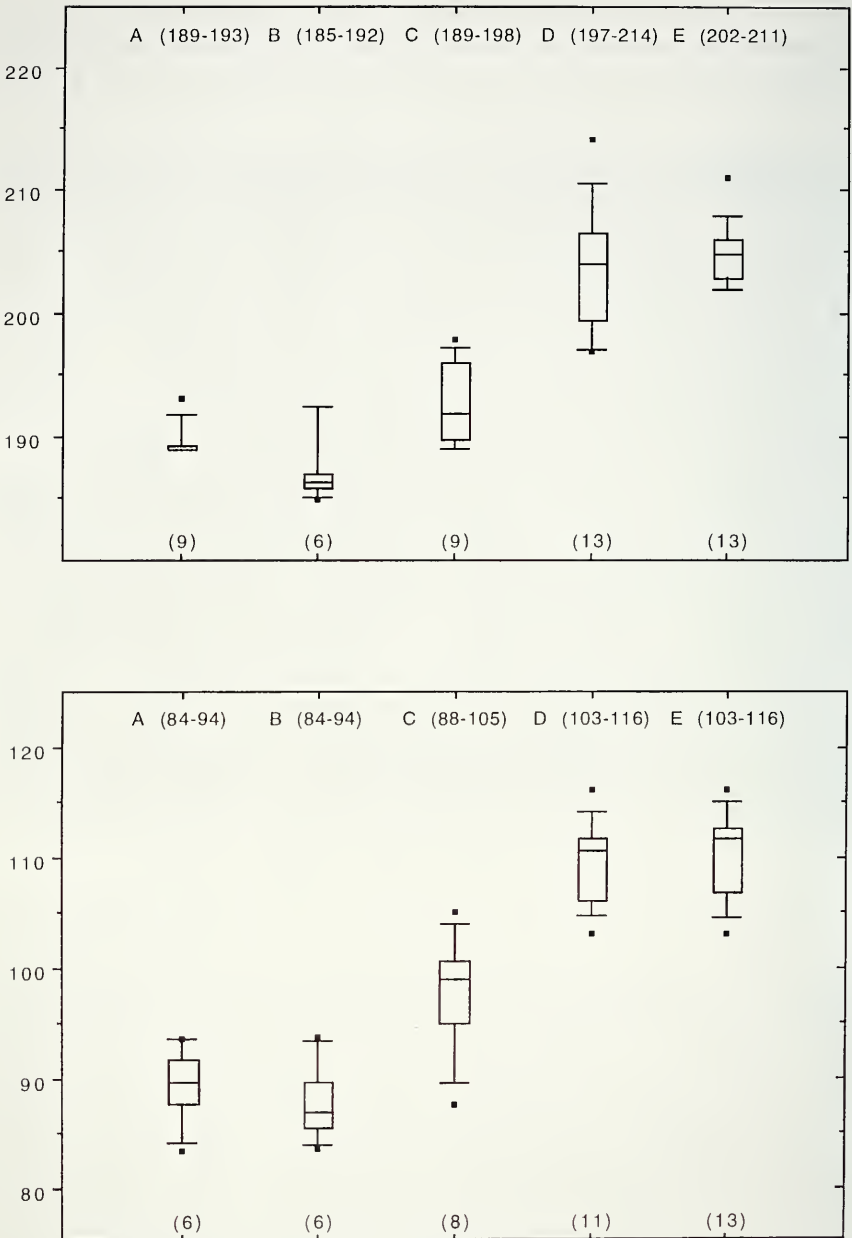 A (189-193) B (185-192) C (189-198) D (197-214) E (202-211)
220
210
200
190
(9) (6) (9) (13) (13)
A (84-94) B (84-94) C (88-105) D (103-116) E (103-116)
120
110
100
90
80
(6) (6) (8) (11) (13)